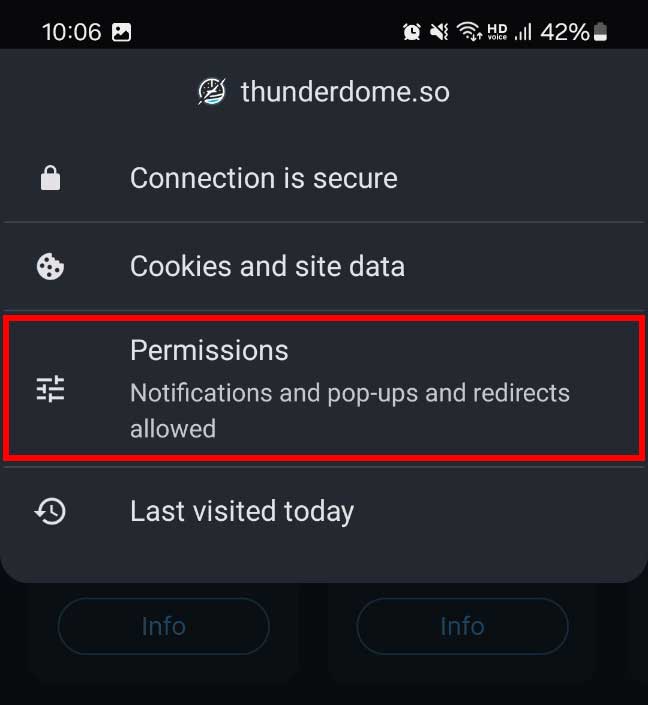 10:06 HD voice 42%
thunderdome.so
Connection is secure
Cookies and site data
Permissions
Notifications and pop-ups and redirects
allowed
Last visited today
Info Info